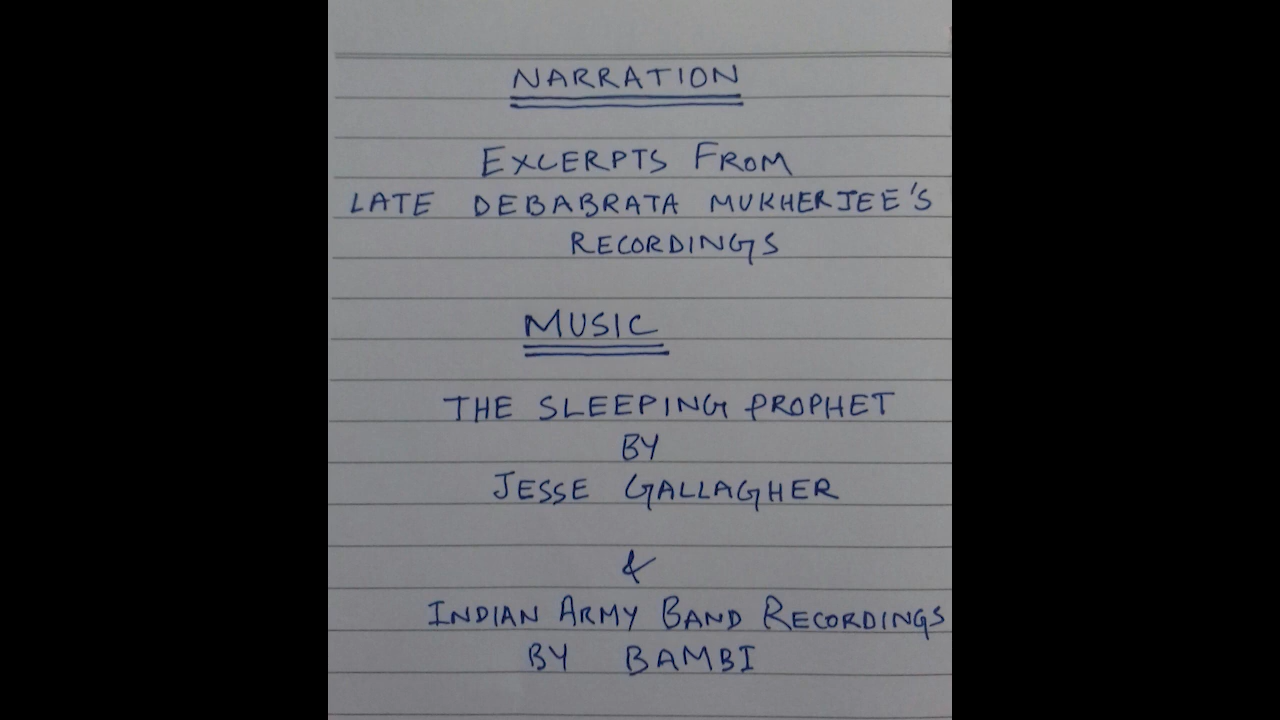 NARRATION
EXCERPTS FROM
LATE DEBABRATA MUKHERJEE'S
RECORDINGS
MUSIC
THE SLEEPING PROPHET
BY
JESSE GALLAGHER
&
INDIAN ARMY BAND RECORDINGS
BY BAMBI